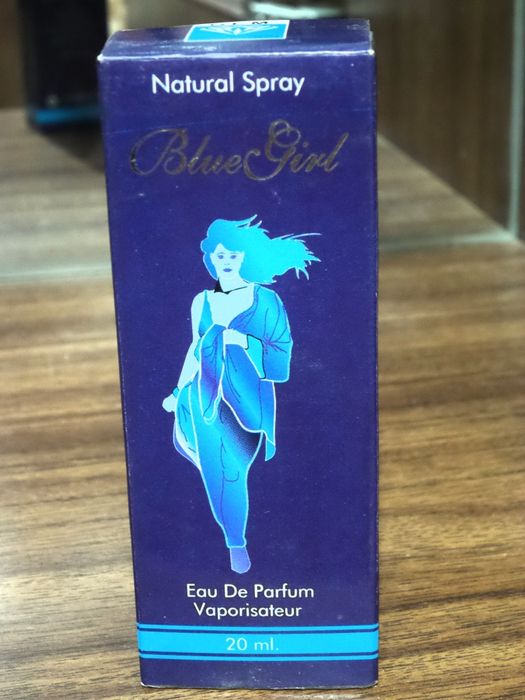 Natural Spray
Blue Girl
Eau De Parfum
Vaporisateur
20 ml.